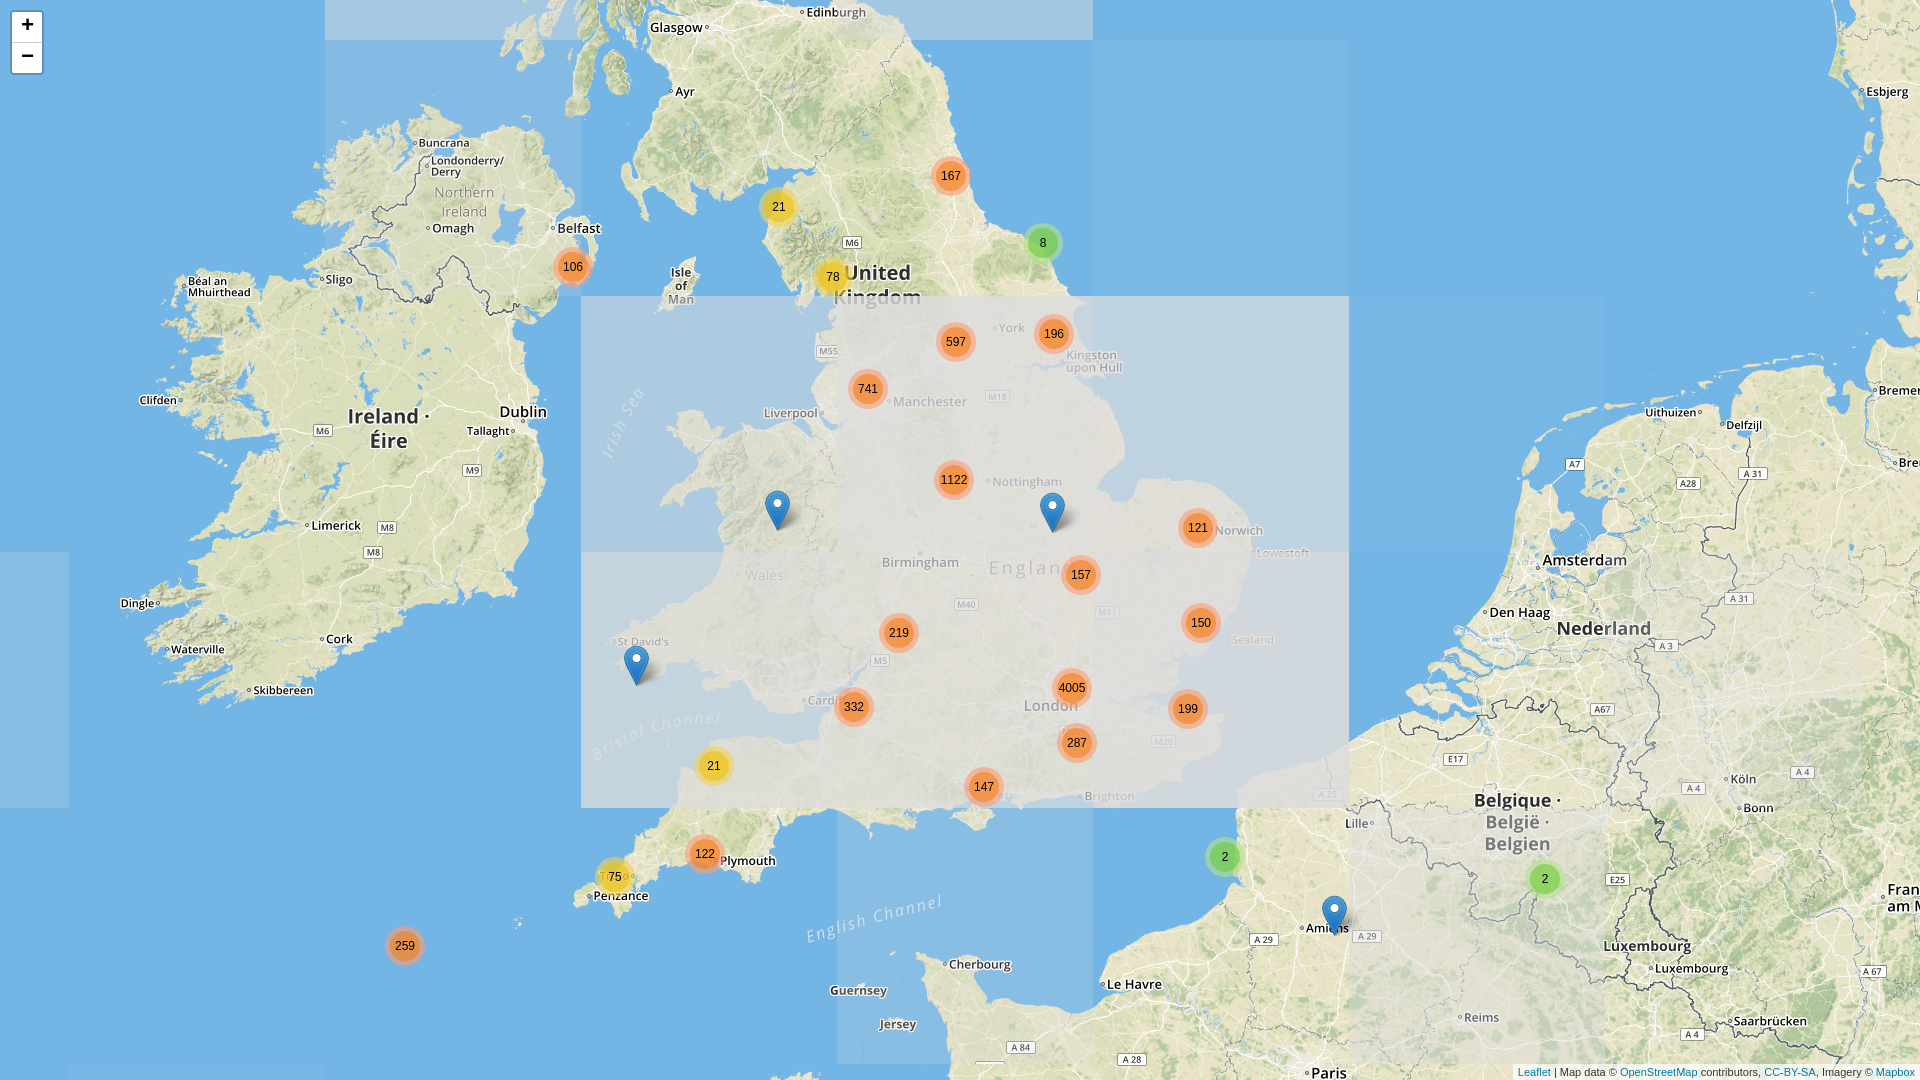 +
−
Edinburgh
Glasgow
Ayr
Esbjerg
Buncrana
Londonderry/
Derry
167
Northern
Ireland
21
Omagh
Belfast
M6
8
106
78
United
Kingdom
Isle
of
Man
Sligo
Béal an
Mhuirthead
597
York
196
M55
Kingston
upon Hull
741
Manchester
M18
Bremer
Clifden
Irish Sea
Liverpool
Dublin
Ireland ·
Éire
M6
Tallaght
Uithuizen
Delfzijl
M9
1122
Nottingham
A7
A 31
A28
Bre
Limerick
M8
121
Norwich
M8
Birmingham
Lowestoft
Amsterdam
Wales
Englan
157
Dingle
M40
M11
A 31
Den Haag
Cork
219
150
Nederland
Waterville
St David's
Sealand
A 3
M5
Skibbereen
4005
Cardiff
332
London
199
A67
Bristol Channel
287
M20
E17
21
Köln
A 4
147
Brighton
A 25
A 4
Bonn
Belgique ·
België ·
Belgien
Lille
122
Plymouth
2
75
Penzance
2
E25
Fran
am M
English Channel
Amiens
259
A 29
A 29
Luxembourg
Cherbourg
Luxembourg
A 67
Guernsey
Le Havre
Jersey
Reims
Saarbrücken
A 84
A 28
A 4
Paris
Leaflet | Map data © OpenStreetMap contributors, CC-BY-SA, Imagery © Mapbox